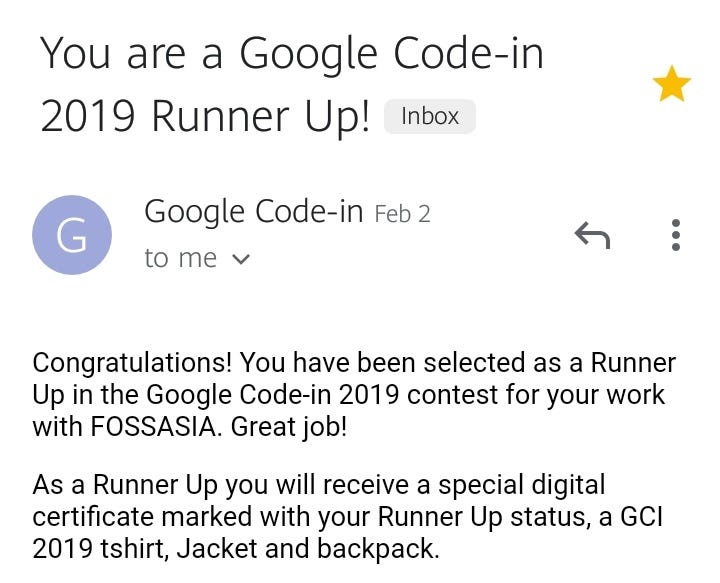 You are a Google Code-in
2019 Runner Up! Inbox
G
Google Code-in Feb 2
to me
Congratulations! You have been selected as a Runner
Up in the Google Code-in 2019 contest for your work
with FOSSASIA. Great job!
As a Runner Up you will receive a special digital
certificate marked with your Runner Up status, a GCI
2019 tshirt, Jacket and backpack.